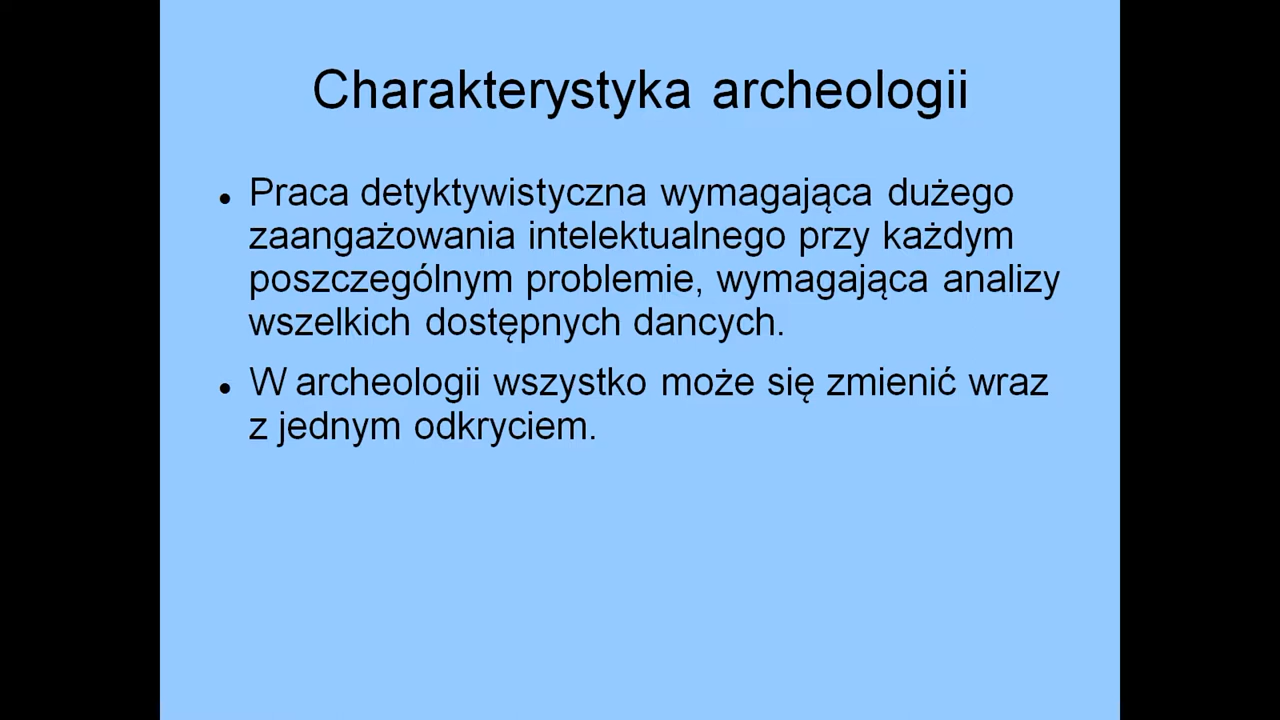 Charakterystyka archeologii
• Praca detyktywistyczna wymagająca dużego
zaangażowania intelektualnego przy każdym
poszczególnym problemie, wymagająca analizy
wszelkich dostępnych dancych.
• W archeologii wszystko może się zmienić wraz
z jednym odkryciem.